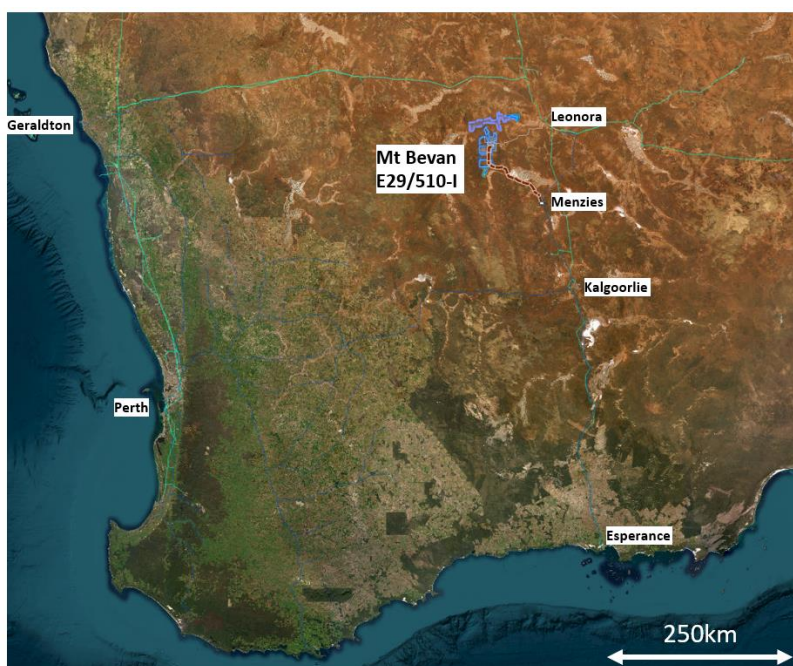 Geraldton
Leonora
Mt Bevan
E29/510-I
Menzies
Kalgoorlie
Perth
Esperance
250km